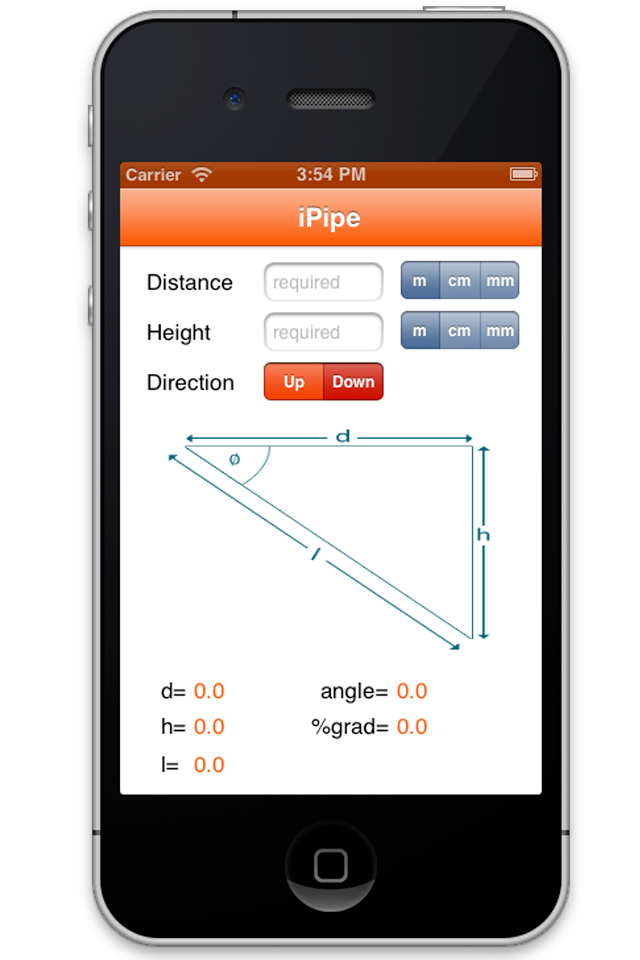 Carrier 3:54 PM
iPipe
Distance required m cm mm
Height required m cm mm
Direction Up Down
d
ø
h
l
d= 0.0 angle= 0.0
h= 0.0 %grad= 0.0
l= 0.0